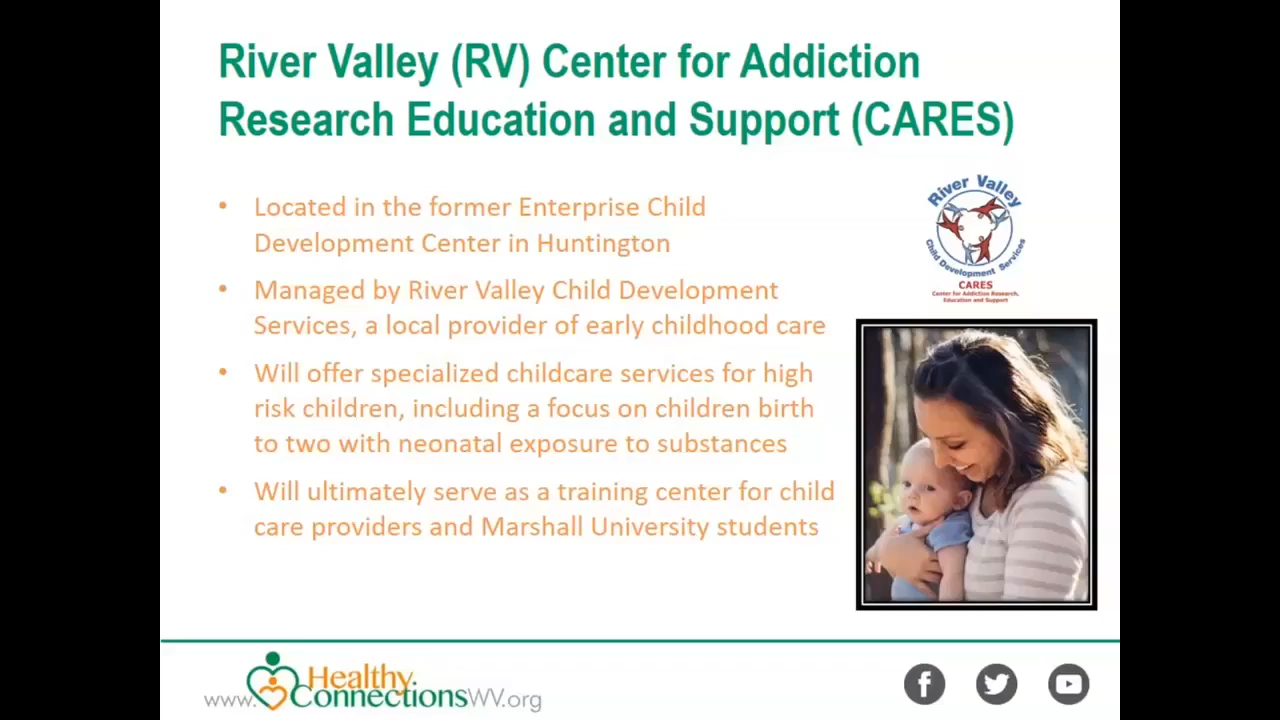 River Valley (RV) Center for Addiction
Research Education and Support (CARES)
• Located in the former Enterprise Child
Development Center in Huntington
• Managed by River Valley Child Development
Services, a local provider of early childhood care
• Will offer specialized childcare services for high
risk children, including a focus on children birth
to two with neonatal exposure to substances
• Will ultimately serve as a training center for child
care providers and Marshall University students
River Valley
Child Development Services
CARES
Center for Addiction Research,
Education and Support
www.HealthyConnectionsWV.org